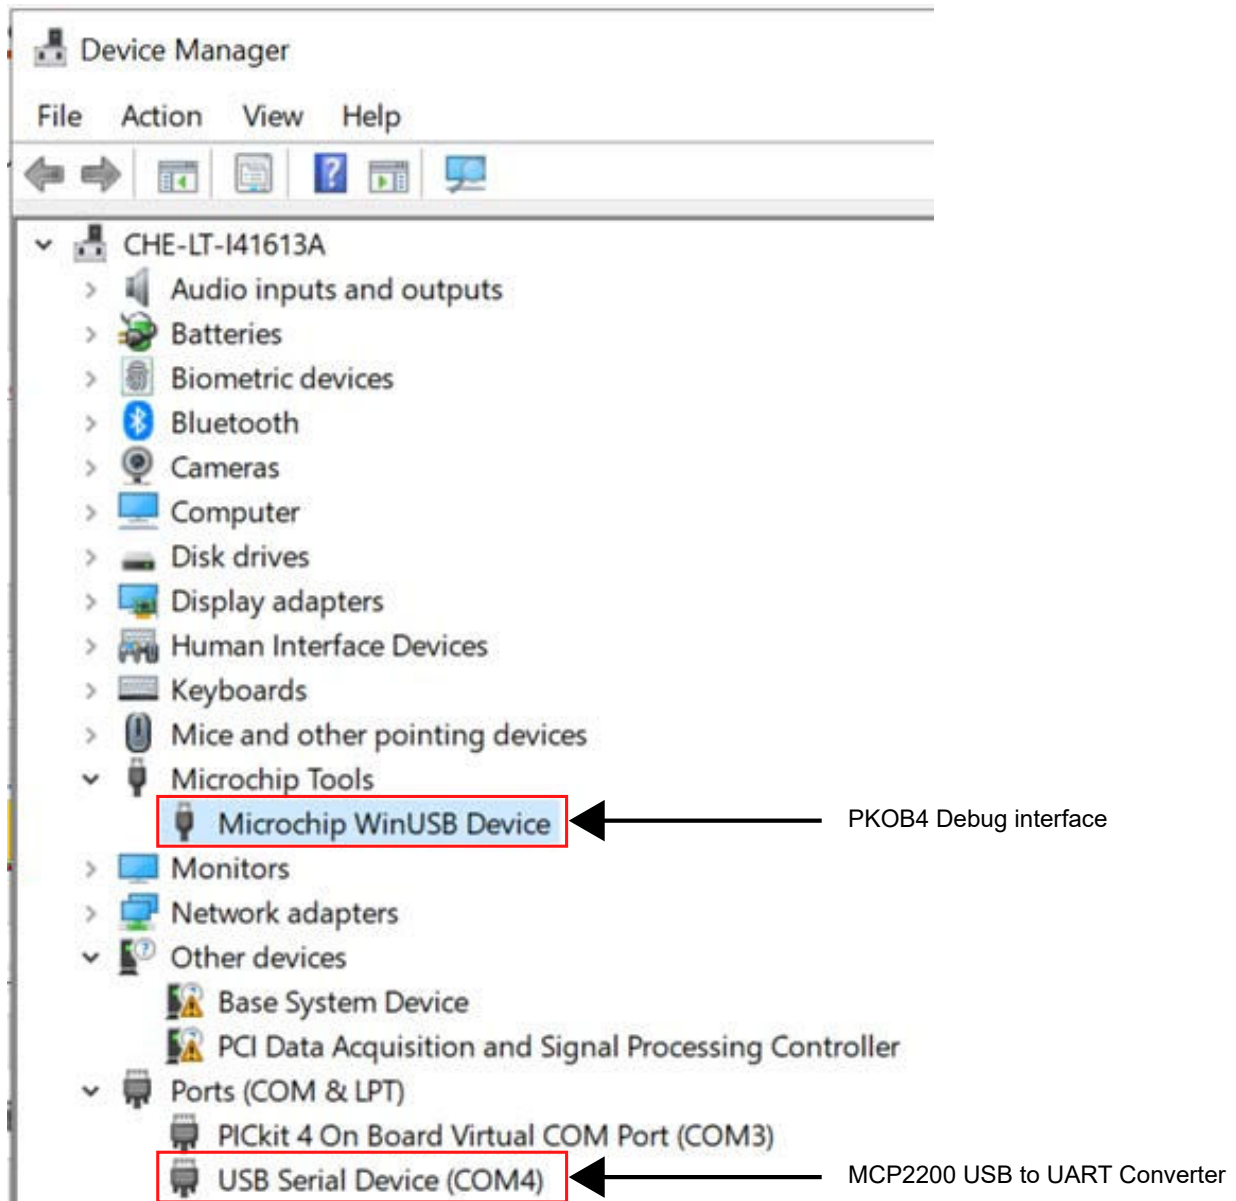 Device Manager
File Action View Help
CHE-LT-I41613A
Audio inputs and outputs
Batteries
Biometric devices
Bluetooth
Cameras
Computer
Disk drives
Display adapters
Human Interface Devices
Keyboards
Mice and other pointing devices
Microchip Tools
Microchip WinUSB Device PKOB4 Debug interface
Monitors
Network adapters
Other devices
Base System Device
PCI Data Acquisition and Signal Processing Controller
Ports (COM & LPT)
PICkit 4 On Board Virtual COM Port (COM3)
USB Serial Device (COM4) MCP2200 USB to UART Converter